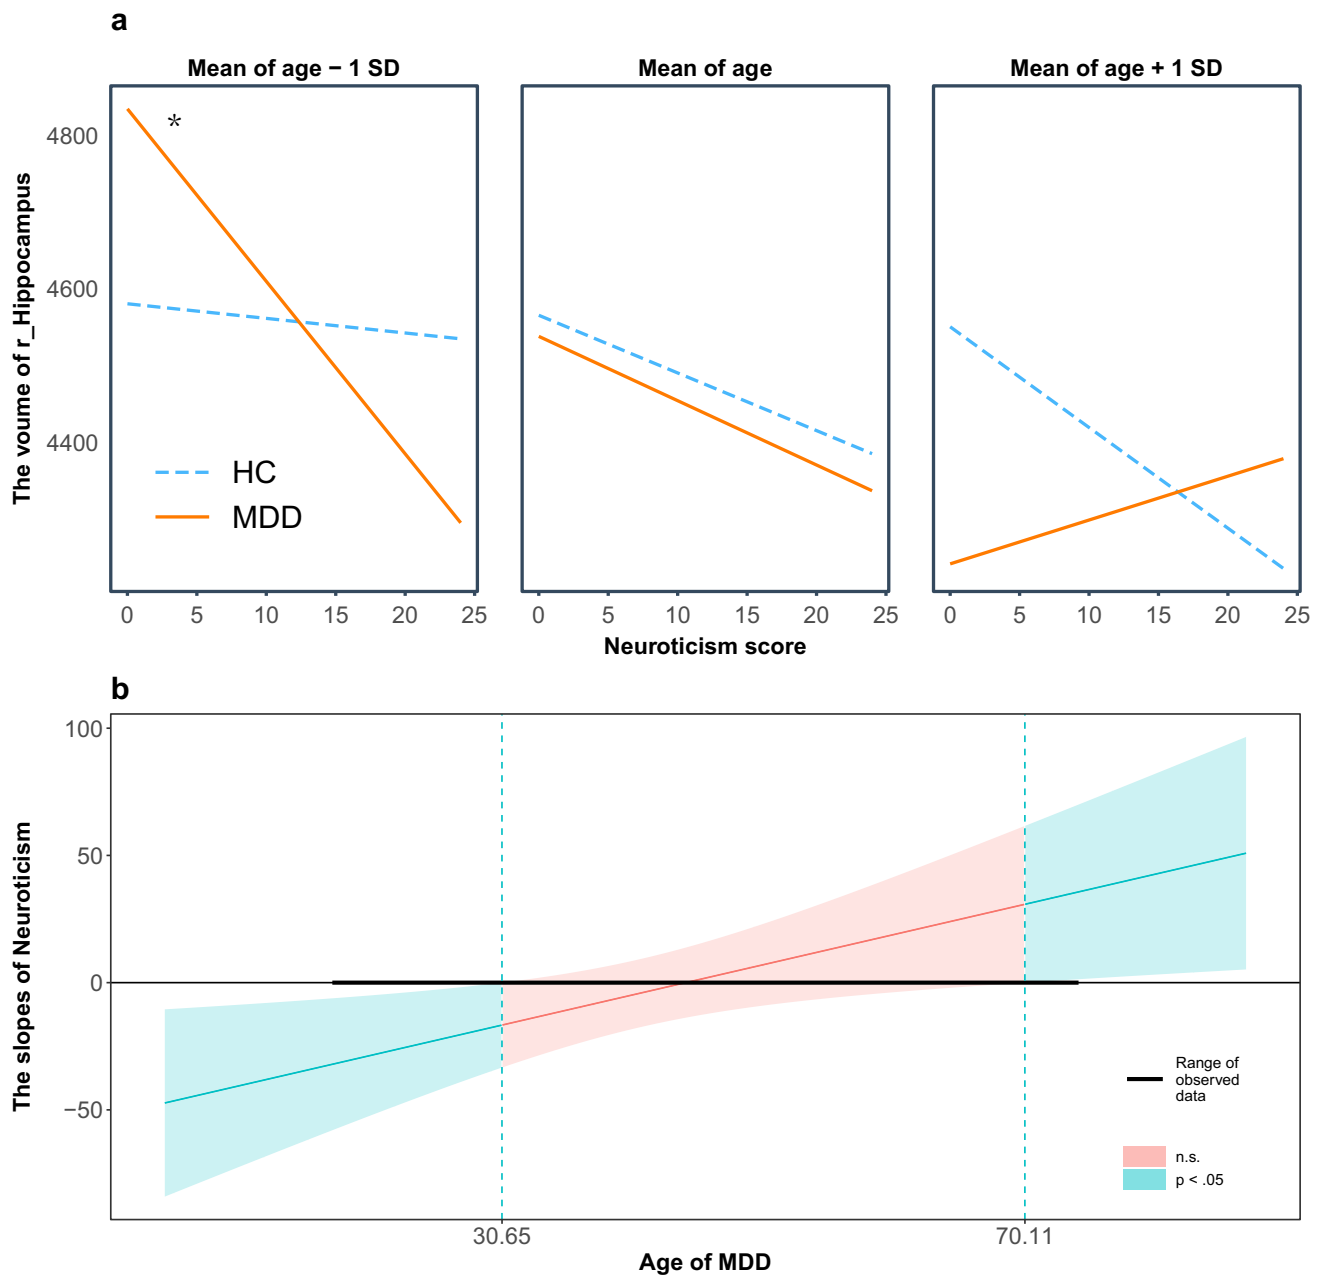 a
Mean of age − 1 SD
Mean of age
Mean of age + 1 SD
The voume of r_Hippocampus
4800
4600
4400
*
HC
MDD
0 5 10 15 20 25
0 5 10 15 20 25
0 5 10 15 20 25
Neuroticism score
b
The slopes of Neuroticism
100
50
0
−50
Range of
observed
data
n.s.
p < .05
30.65
70.11
Age of MDD